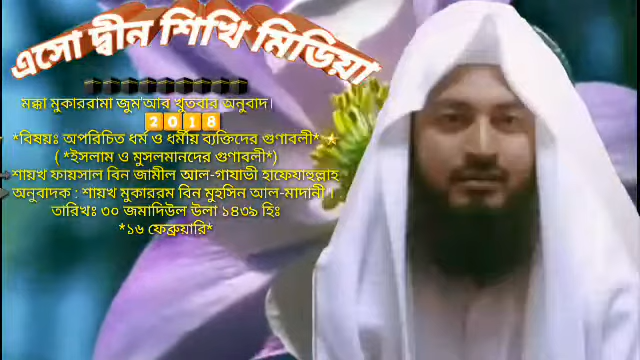 এসো দ্বীন শিখি মিডিয়া
মক্কা মুকাররামা জুম'আর খুতবার অনুবাদ।
2018
*বিষয়ঃ অপরিচিত ধর্ম ও ধর্মীয় ব্যক্তিদের গুণাবলী*
( *ইসলাম ও মুসলমানদের গুণাবলী*)
শায়খ ফায়সাল বিন জামীল আল-গাযাভী হাফেযাহুল্লাহ
অনুবাদক : শায়খ মুকাররম বিন মুহসিন আল-মাদানী ।
তারিখঃ ৩০ জমাদিউল উলা ১৪৩৯ হিঃ
*১৬ ফেব্রুয়ারি*